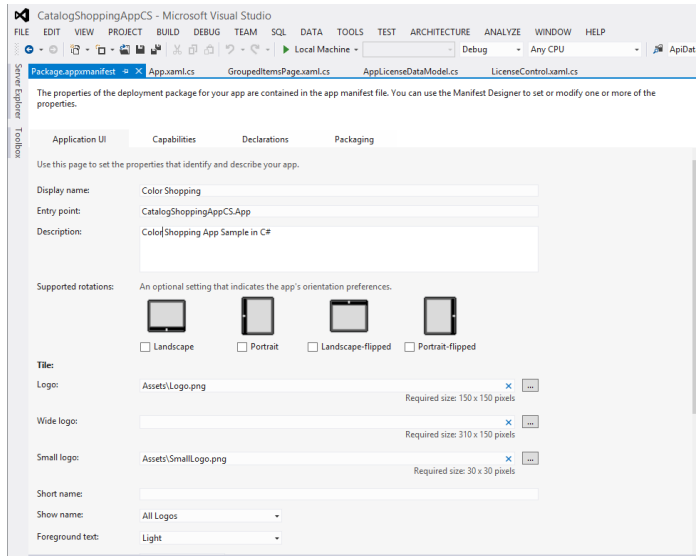 CatalogShoppingAppCS - Microsoft Visual Studio
FILE EDIT VIEW PROJECT BUILD DEBUG TEAM SQL DATA TOOLS TEST ARCHITECTURE ANALYZE WINDOW HELP
Local Machine Debug Any CPU ApiDat
Package.appxmanifest App.xaml.cs GroupedItemsPage.xaml.cs AppLicenseDataModel.cs LicenseControl.xaml.cs
Server Explorer
Toolbox
The properties of the deployment package for your app are contained in the app manifest file. You can use the Manifest Designer to set or modify one or more of the
properties.
Application UI Capabilities Declarations Packaging
Use this page to set the properties that identify and describe your app.
Display name: Color Shopping
Entry point: CatalogShoppingAppCS.App
Description: Color Shopping App Sample in C#
Supported rotations: An optional setting that indicates the app's orientation preferences.
Landscape Portrait Landscape-flipped Portrait-flipped
Tile:
Logo: Assets\Logo.png ...
Required size: 150 x 150 pixels
Wide logo: ...
Required size: 310 x 150 pixels
Small logo: Assets\SmallLogo.png ...
Required size: 30 x 30 pixels
Short name:
Show name: All Logos
Foreground text: Light